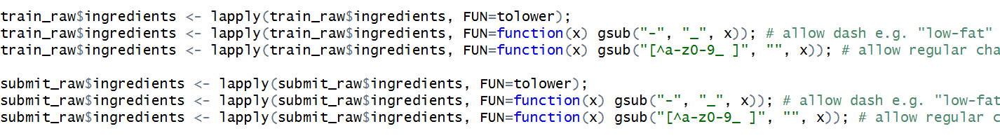 train_raw$ingredients <- lapply(train_raw$ingredients, FUN=tolower);
train_raw$ingredients <- lapply(train_raw$ingredients, FUN=function(x) gsub("-", "_", x)); # allow dash e.g. "low-fat"
train_raw$ingredients <- lapply(train_raw$ingredients, FUN=function(x) gsub("[^a-z0-9_ ]", "", x)); # allow regular cha
submit_raw$ingredients <- lapply(submit_raw$ingredients, FUN=tolower);
submit_raw$ingredients <- lapply(submit_raw$ingredients, FUN=function(x) gsub("-", "_", x)); # allow dash e.g. "low-fat
submit_raw$ingredients <- lapply(submit_raw$ingredients, FUN=function(x) gsub("[^a-z0-9_ ]", "", x)); # allow regular c